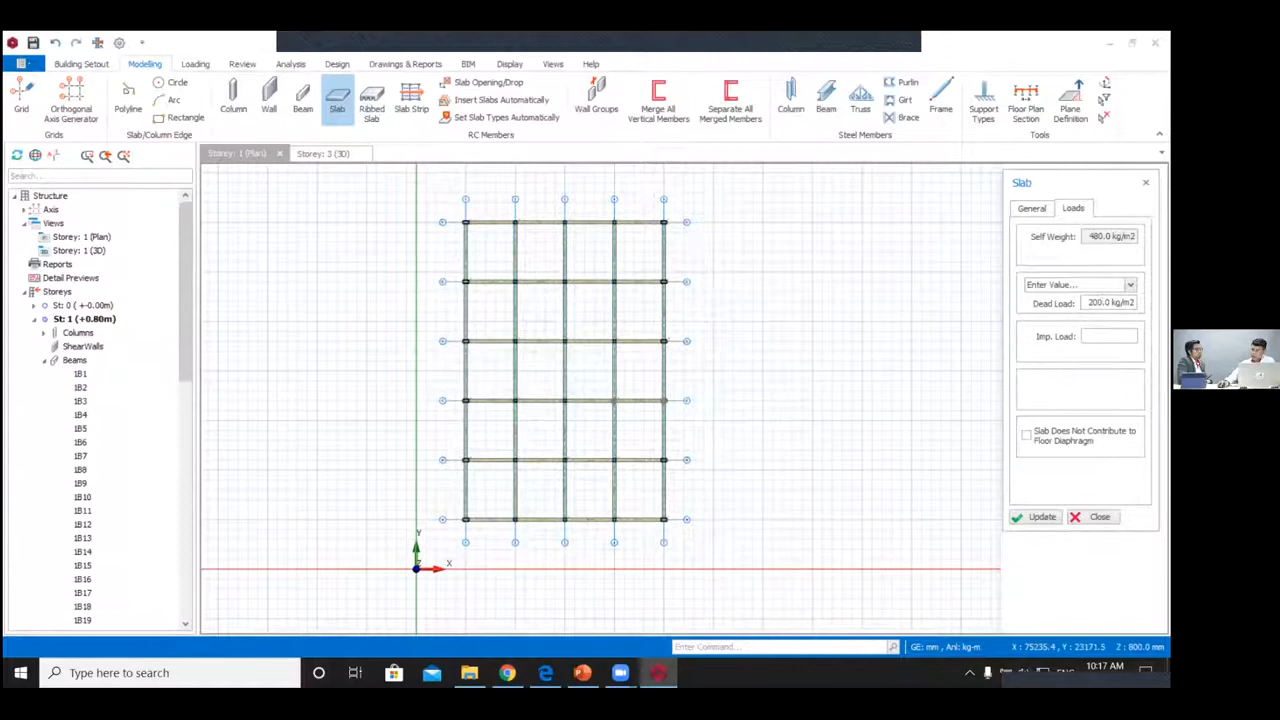 Building Setout Modelling Loading Review Analysis Design Drawings & Reports BIM Display Views Help
Grid
Orthogonal
Axis Generator
Grids
Polyline
Circle
Arc
Rectangle
Slab/Column Edge
Column
Wall
Beam
Slab
Ribbed
Slab
Slab Strip
Slab Opening/Drop
Insert Slabs Automatically
Set Slab Types Automatically
RC Members
Wall Groups
Merge All
Vertical Members
Separate All
Merged Members
Column
Beam
Truss
Purlin
Girt
Brace
Frame
Steel Members
Support
Types
Floor Plan
Section
Plane
Definition
Tools
Storey: 1 (Plan)
Storey: 3 (3D)
Search...
Structure
Axis
Views
Storey: 1 (Plan)
Storey: 1 (3D)
Reports
Detail Previews
Storeys
St: 0 (+-0.00m)
St: 1 (+0.80m)
Columns
ShearWalls
Beams
1B1
1B2
1B3
1B4
1B5
1B6
1B7
1B8
1B9
1B10
1B11
1B12
1B13
1B14
1B15
1B16
1B17
1B18
1B19
Y
Z
X
Slab
General Loads
Self Weight: 480.0 kg/m2
Enter Value...
Dead Load: 200.0 kg/m2
Imp. Load:
Slab Does Not Contribute to
Floor Diaphragm
Update Close
Enter Command...
GE: mm, Anl: kg-m
X : 75235.4 , Y : 23171.5
Z : 800.0 mm
Type here to search
10:17 AM